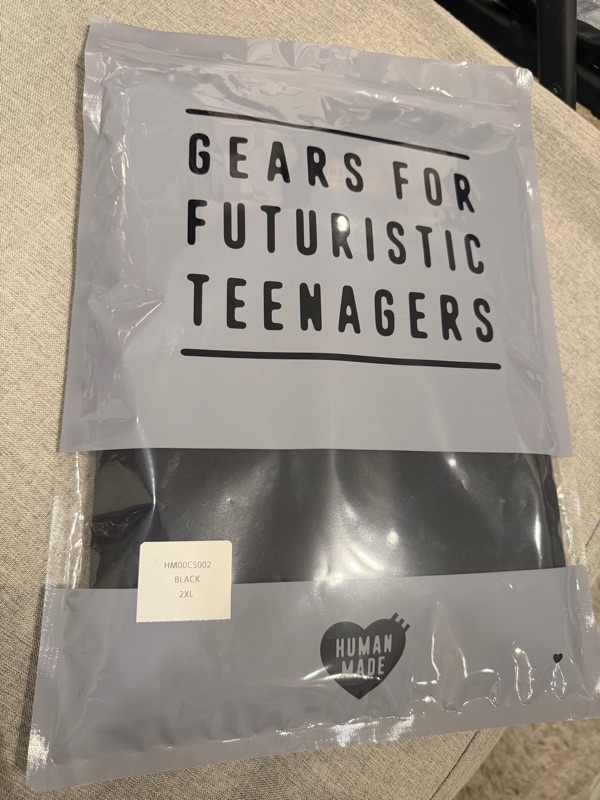 GEARS FOR
FUTURISTIC
TEENAGERS
HM00CS002
BLACK
2XL
HUMAN
MADE